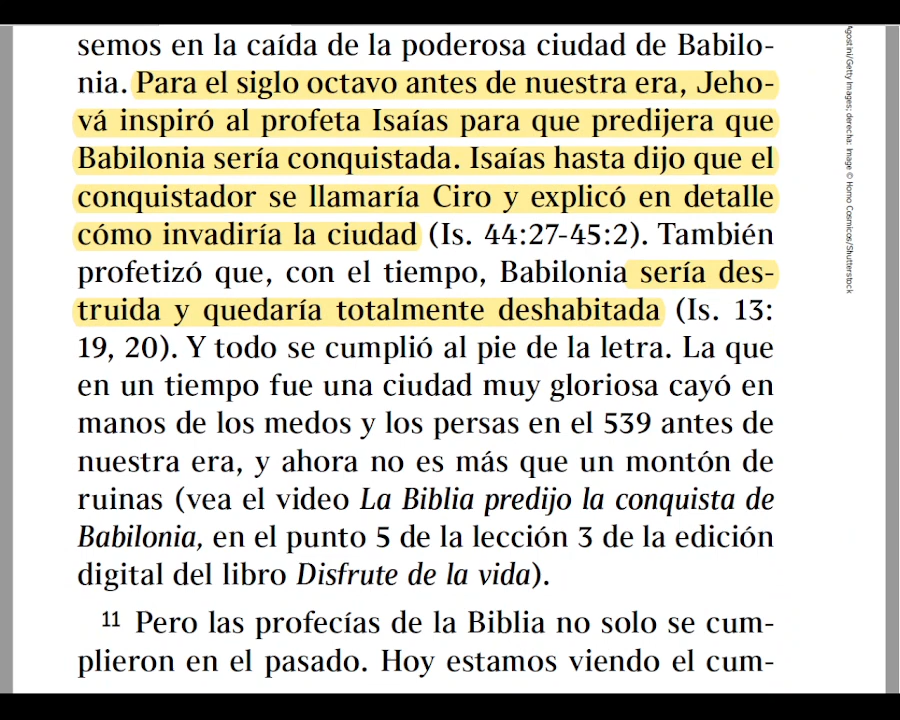 semos en la caída de la poderosa ciudad de Babilo-
nia. Para el siglo octavo antes de nuestra era, Jeho-
vá inspiró al profeta Isaías para que predijera que
Babilonia sería conquistada. Isaías hasta dijo que el
conquistador se llamaría Ciro y explicó en detalle
cómo invadiría la ciudad (Is. 44:27-45:2). También
profetizó que, con el tiempo, Babilonia sería des-
truida y quedaría totalmente deshabitada (Is. 13:
19, 20). Y todo se cumplió al pie de la letra. La que
en un tiempo fue una ciudad muy gloriosa cayó en
manos de los medos y los persas en el 539 antes de
nuestra era, y ahora no es más que un montón de
ruinas (vea el video La Biblia predijo la conquista de
Babilonia, en el punto 5 de la lección 3 de la edición
digital del libro Disfrute de la vida).
11 Pero las profecías de la Biblia no solo se cum-
plieron en el pasado. Hoy estamos viendo el cum-
Agostini/Getty Images; derecha: Image © Homo Cosmicos/Shutterstock